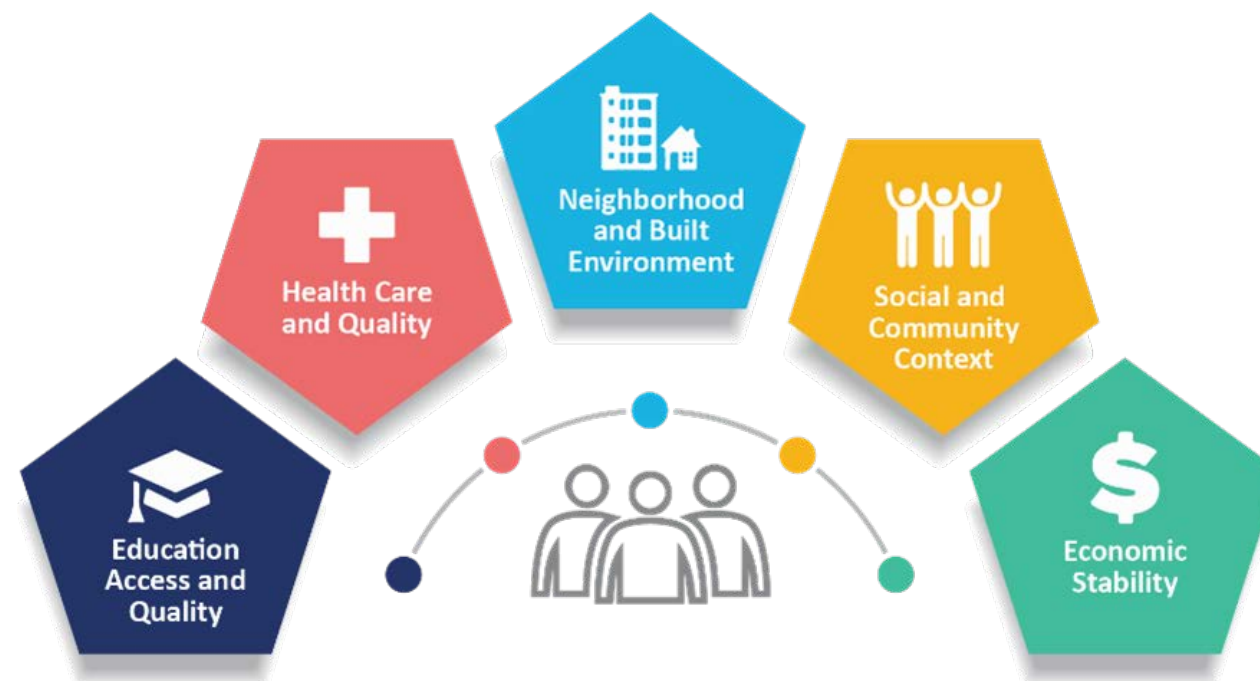 Neighborhood
and Built
Environment
Health Care
and Quality
Social and
Community
Context
Education
Access and
Quality
$
Economic
Stability